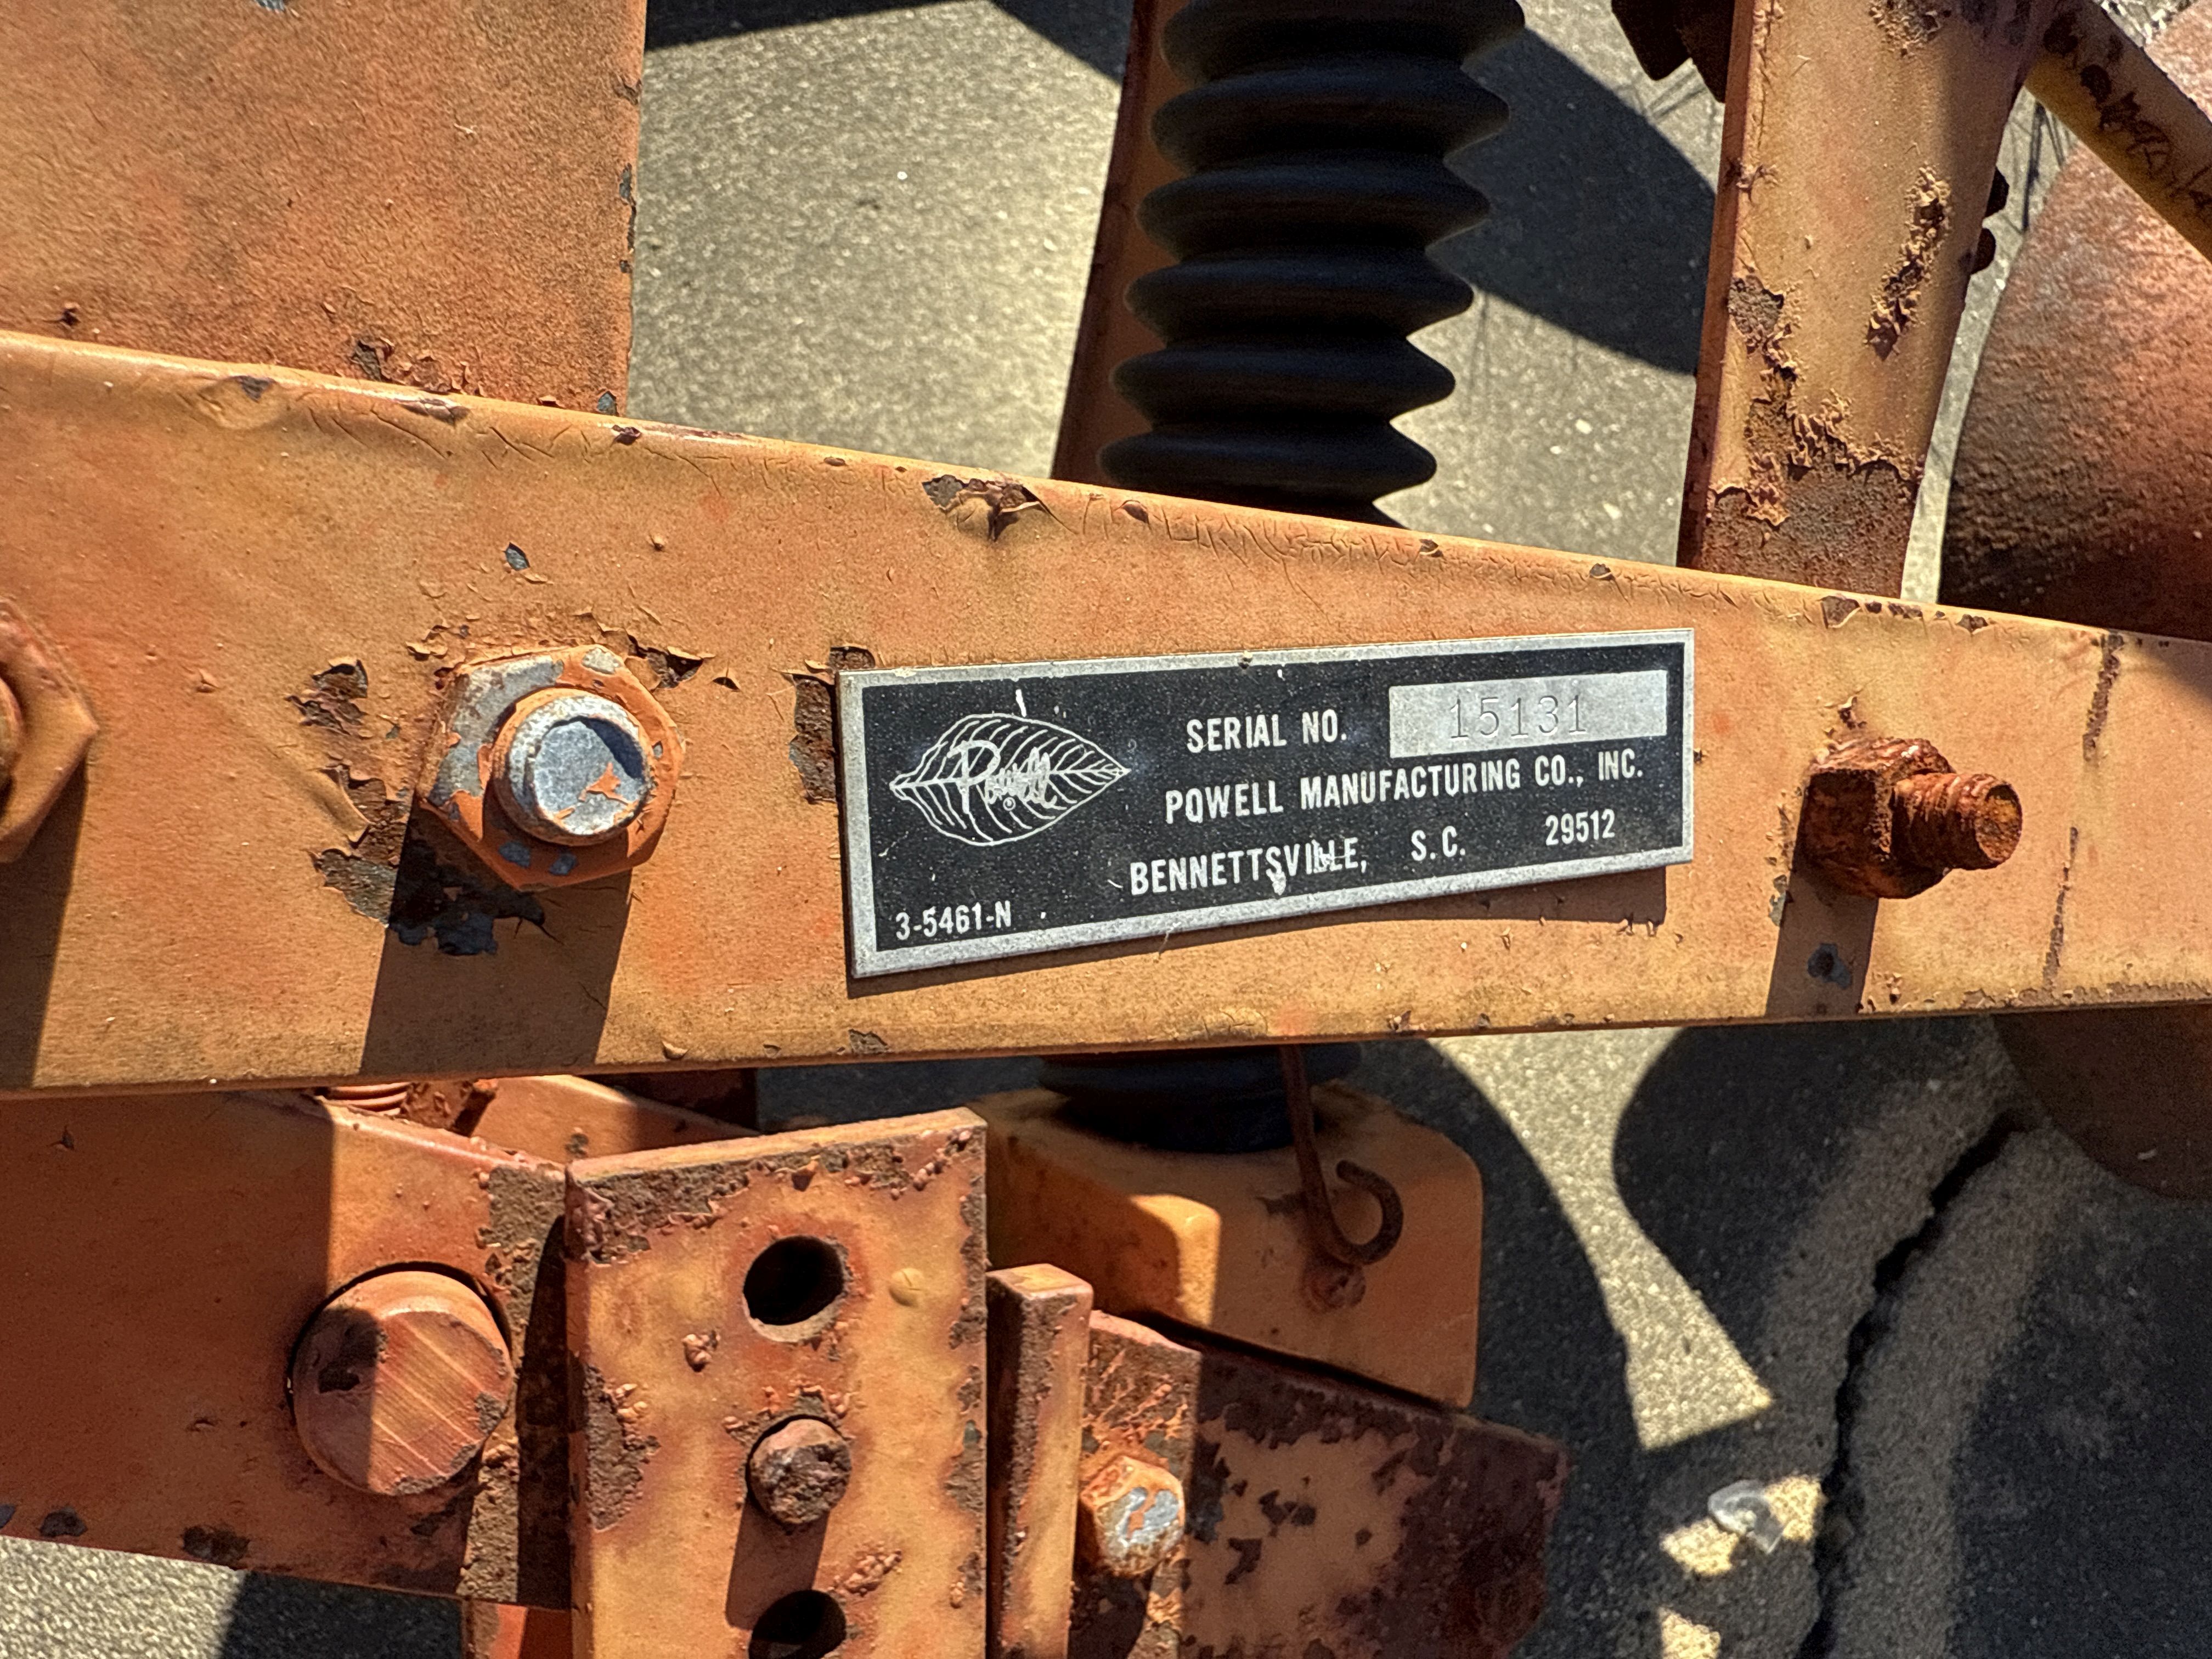 Powell ®
SERIAL NO. 15131
POWELL MANUFACTURING CO., INC.
BENNETTSVILLE, S.C. 29512
3-5461-N